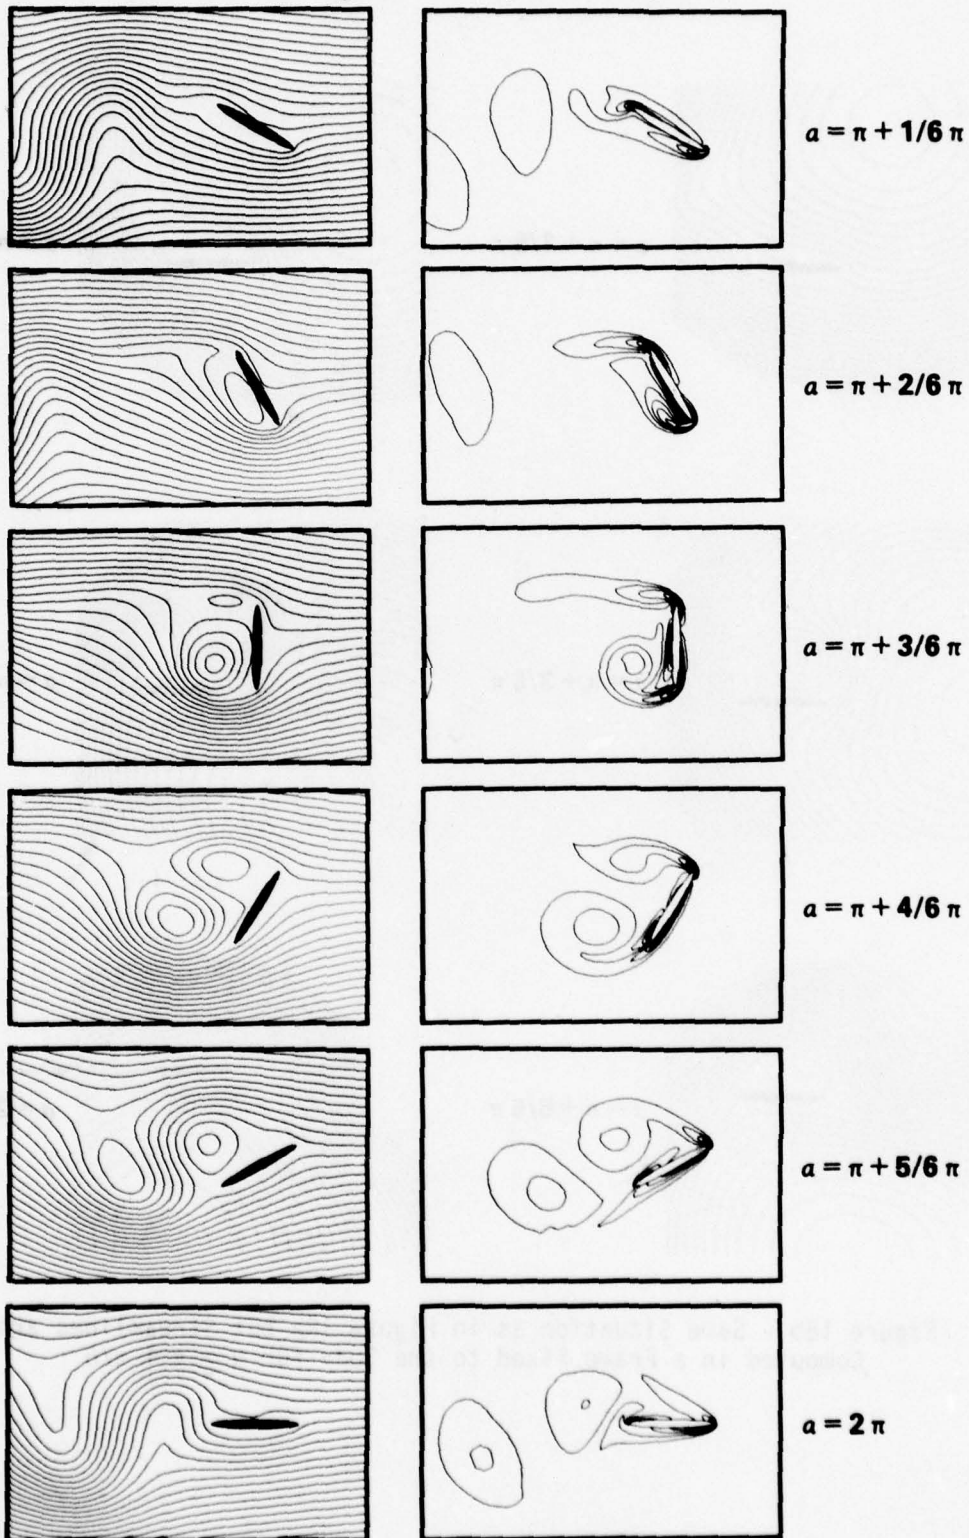 a = π + 1/6 π
a = π + 2/6 π
a = π + 3/6 π
a = π + 4/6 π
a = π + 5/6 π
a = 2 π